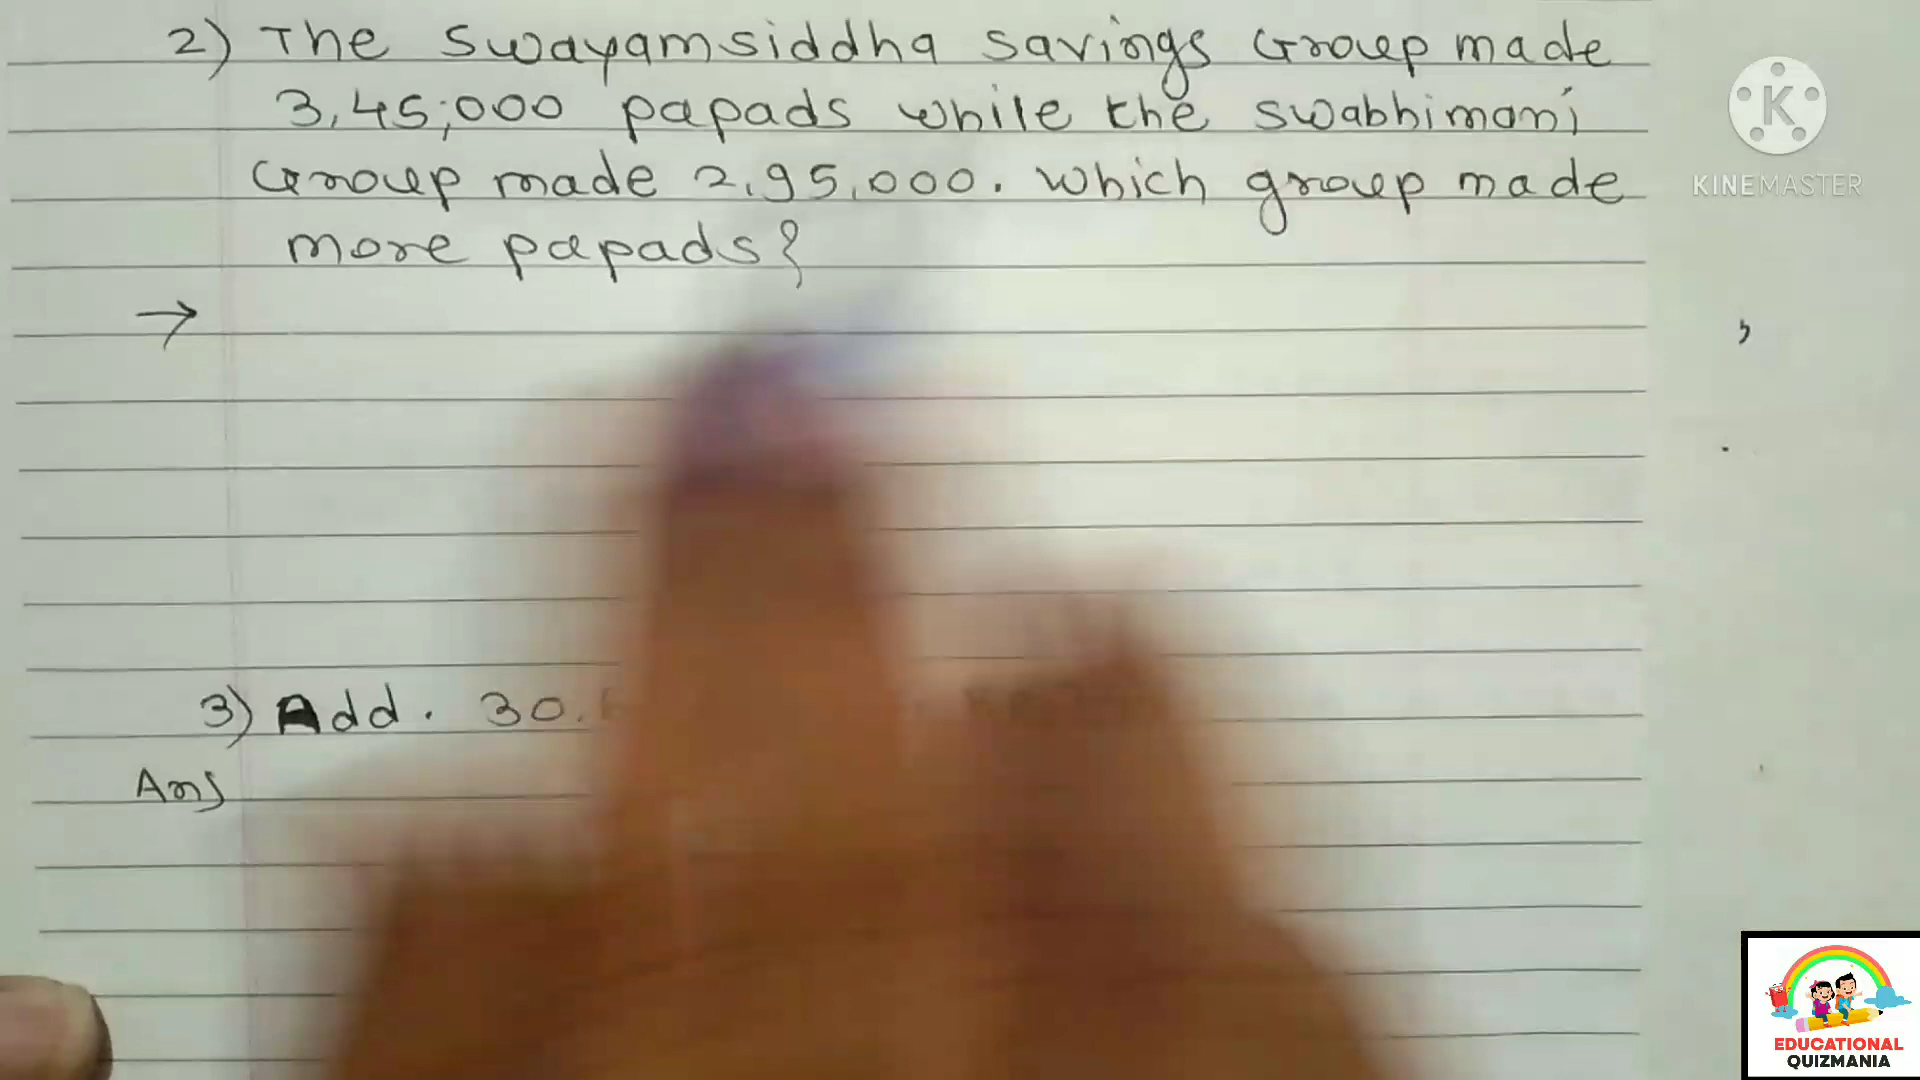 2) The Swayamsiddha savings Group made
3,45,000 papads while the swabhimani
Group made 2,95,000. which group made
more papads?
→
3) Add. 30.
Ans
KINEMASTER
EDUCATIONAL
QUIZMANIA